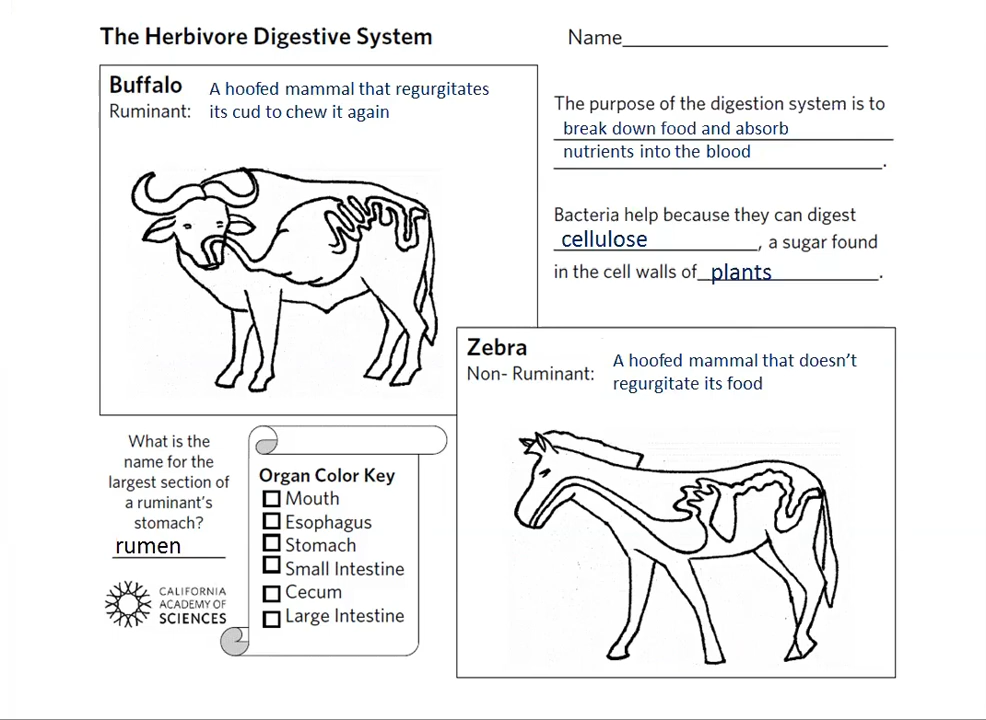 The Herbivore Digestive System
Name
Buffalo
Ruminant:
A hoofed mammal that regurgitates
its cud to chew it again
The purpose of the digestion system is to
break down food and absorb
nutrients into the blood.
Bacteria help because they can digest
cellulose, a sugar found
in the cell walls of plants.
Zebra
Non- Ruminant:
A hoofed mammal that doesn't
regurgitate its food
What is the
name for the
largest section of
a ruminant's
stomach?
rumen
CALIFORNIA
ACADEMY OF
SCIENCES
Organ Color Key
Mouth
Esophagus
Stomach
Small Intestine
Cecum
Large Intestine